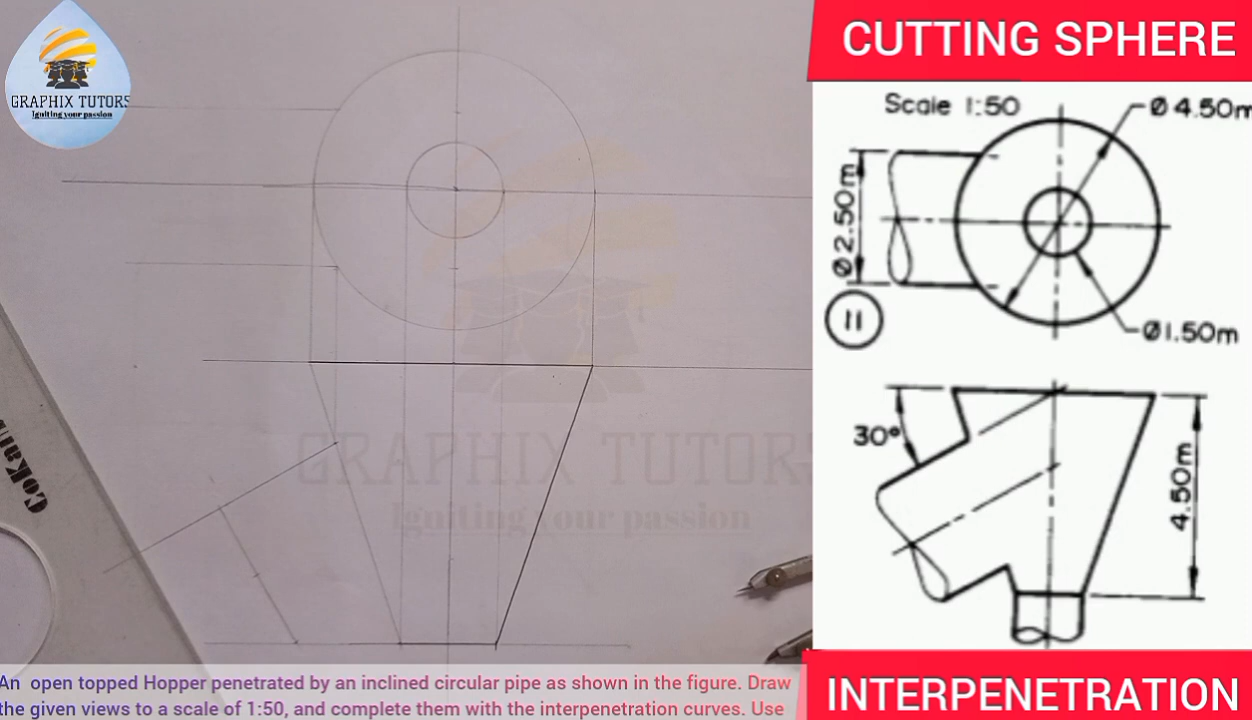 GRAPHIX TUTORS
Igniting your passion
CUTTING SPHERE
Scale 1:50
Ø 4.50m
Ø 2.50m
11
Ø1.50m
30°
4.50m
GRAPHIX TUTORS
Igniting your passion
An open topped Hopper penetrated by an inclined circular pipe as shown in the figure. Draw
the given views to a scale of 1:50, and complete them with the interpenetration curves. Use
INTERPENETRATION